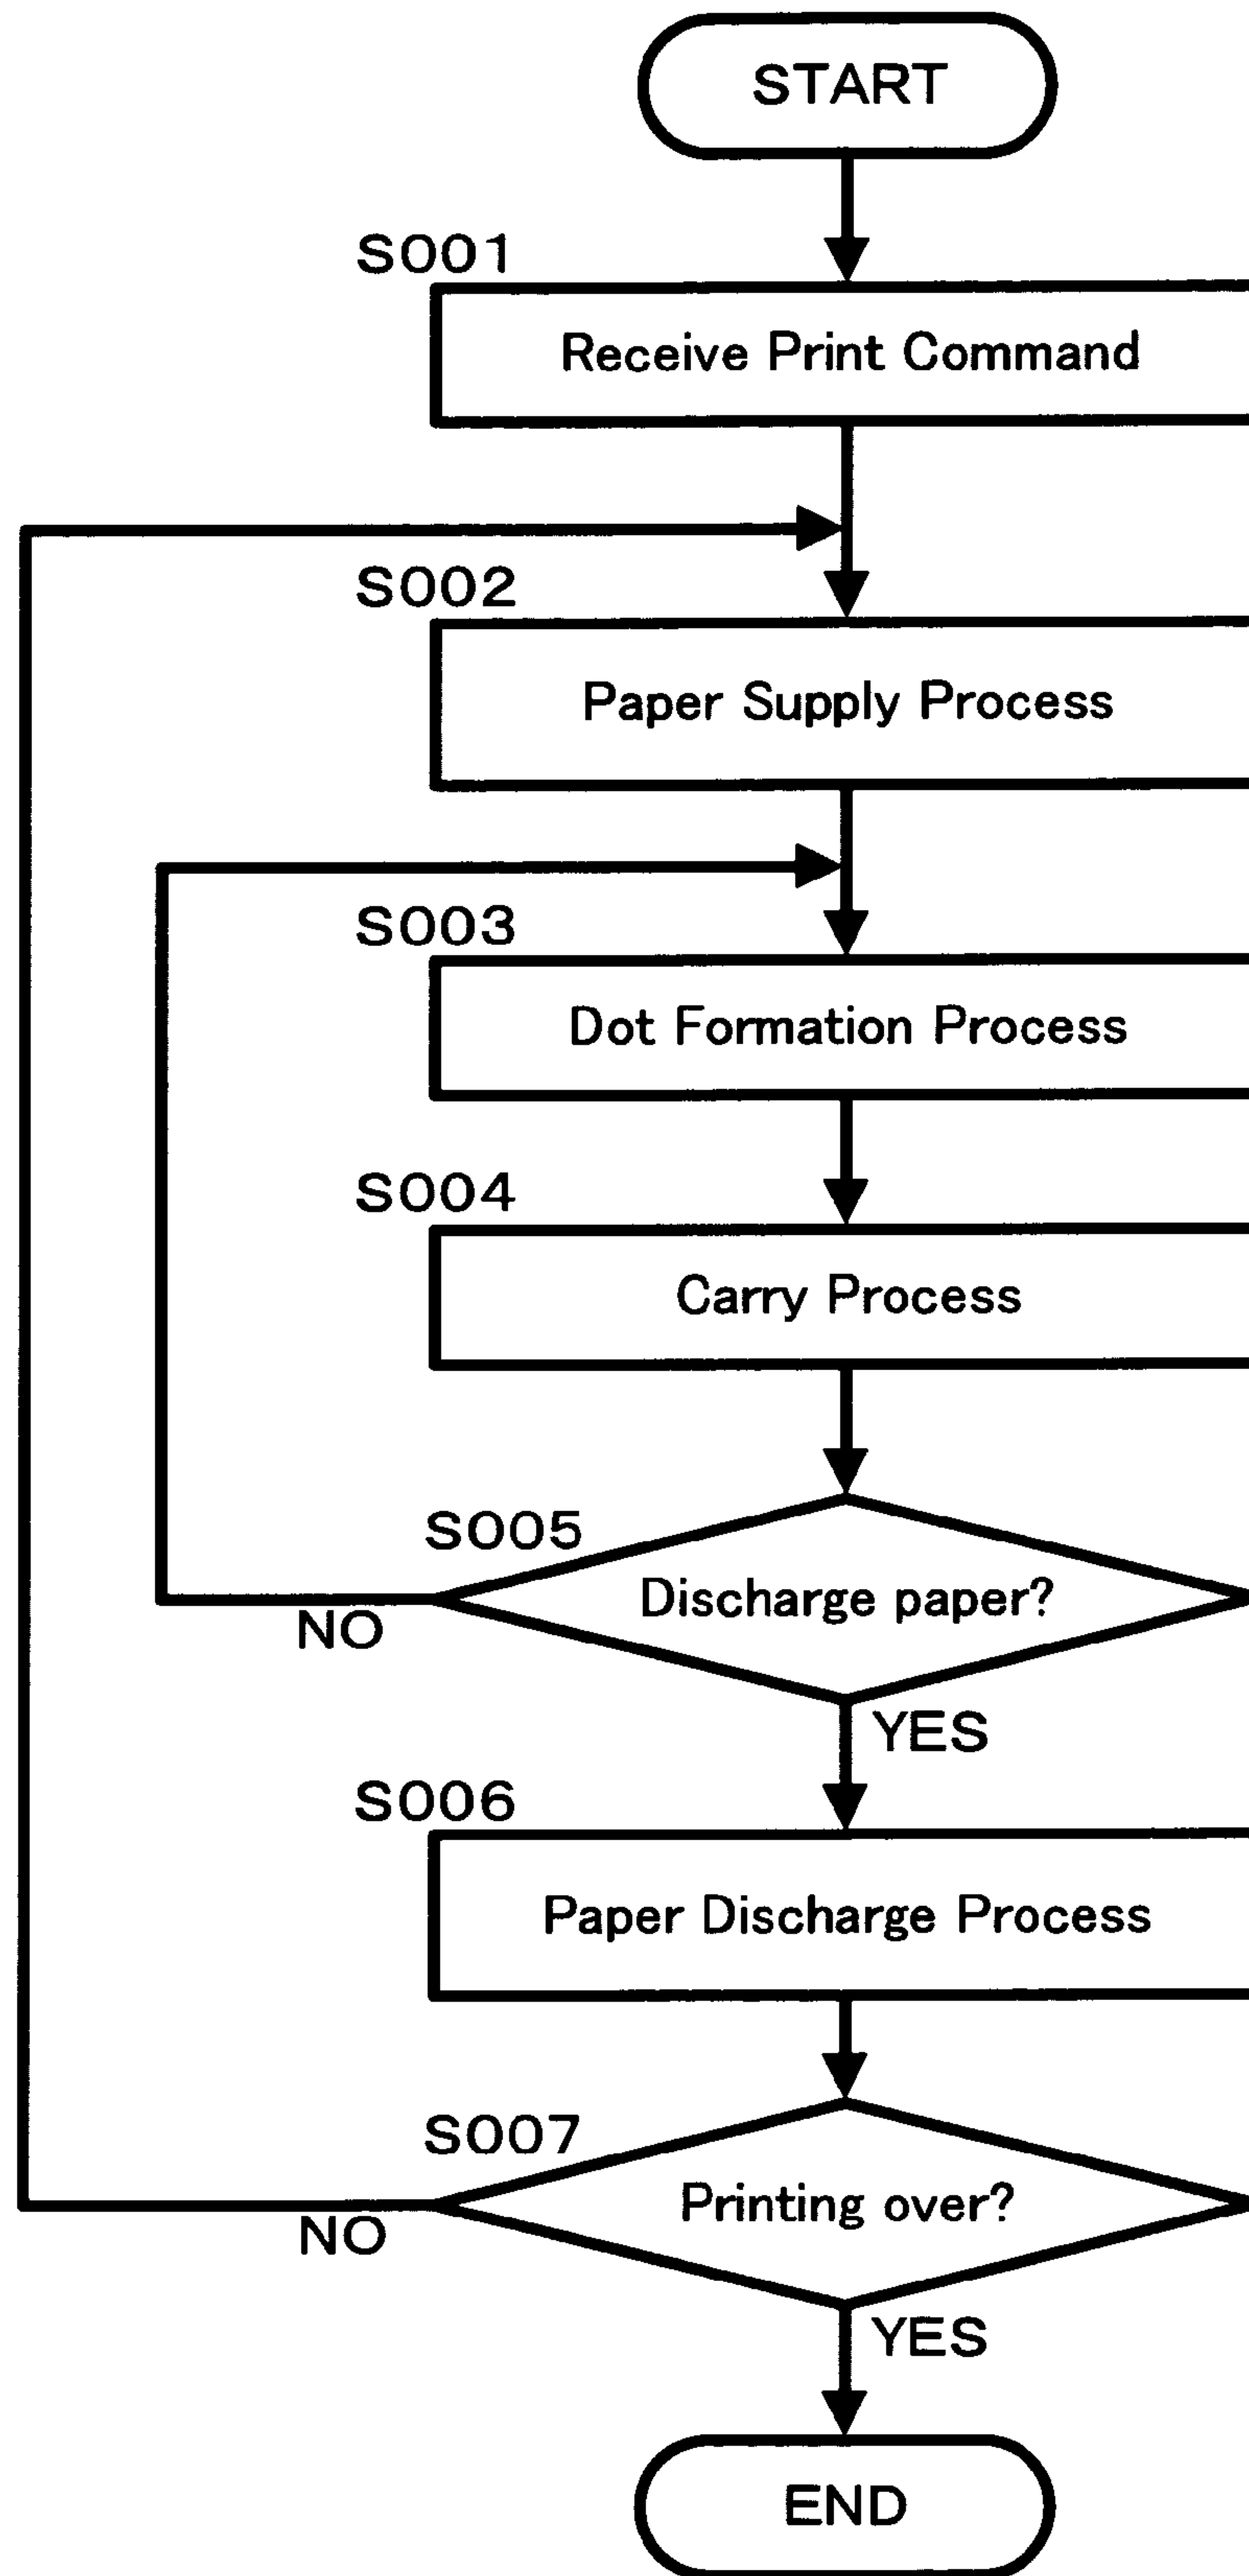 START
S001
Receive Print Command
S002
Paper Supply Process
S003
Dot Formation Process
S004
Carry Process
S005
Discharge paper?
NO
YES
S006
Paper Discharge Process
S007
Printing over?
NO
YES
END